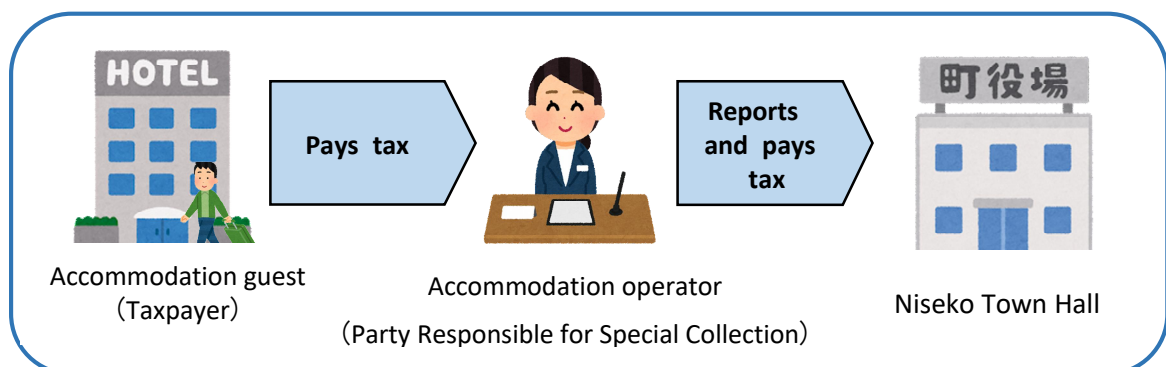 HOTEL
Pays tax
Reports
and pays
tax
町役場
Accommodation guest
（Taxpayer）
Accommodation operator
（Party Responsible for Special Collection）
Niseko Town Hall